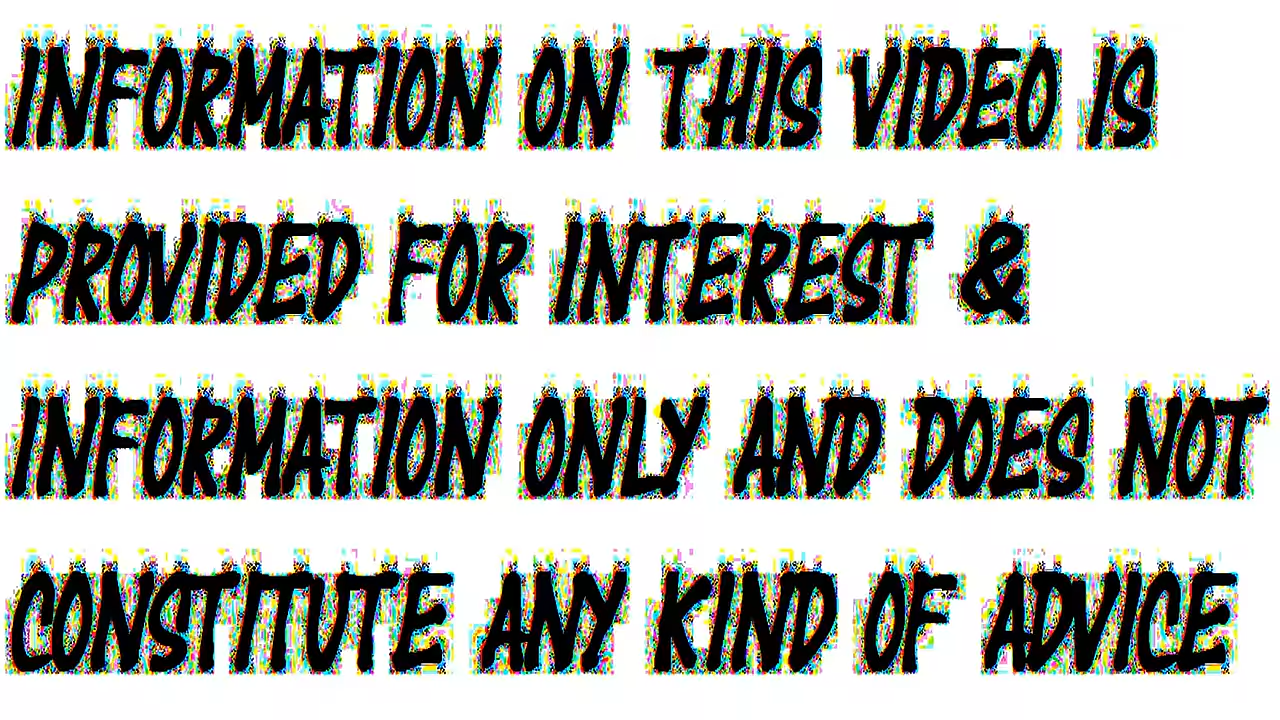 INFORMATION ON THIS VIDEO IS
PROVIDED FOR INTEREST &
INFORMATION ONLY AND DOES NOT
CONSTITUTE ANY KIND OF ADVICE